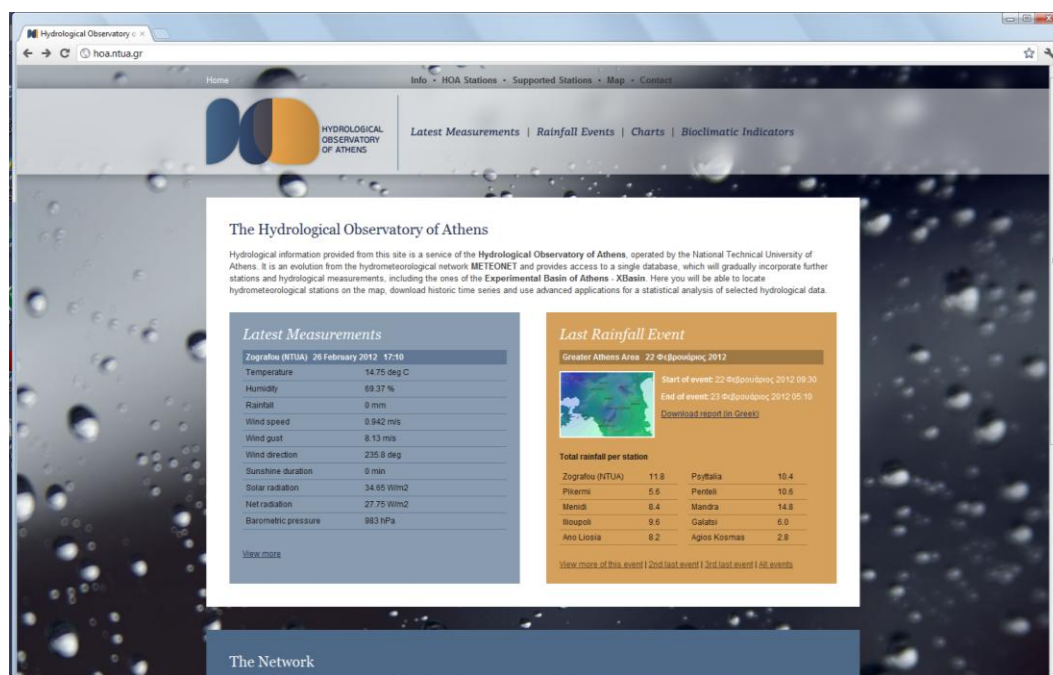 Hydrological Observatory o
hoa.ntua.gr
Home
Info • HOA Stations • Supported Stations • Map • Contact
HYDROLOGICAL
OBSERVATORY
OF ATHENS
Latest Measurements | Rainfall Events | Charts | Bioclimatic Indicators
The Hydrological Observatory of Athens
Hydrological information provided from this site is a service of the Hydrological Observatory of Athens, operated by the National Technical University of
Athens. It is an evolution from the hydrometeorological network METEONET and provides access to a single database, which will gradually incorporate further
stations and hydrological measurements, including the ones of the Experimental Basin of Athens - XBasin. Here you will be able to locate
hydrometeorological stations on the map, download historic time series and use advanced applications for a statistical analysis of selected hydrological data.
Latest Measurements
Zografou (NTUA) 26 February 2012 17:10
Temperature 14.75 deg C
Humidity 69.37 %
Rainfall 0 mm
Wind speed 0.942 m/s
Wind gust 8.13 m/s
Wind direction 235.8 deg
Sunshine duration 0 min
Solar radiation 34.65 W/m2
Net radiation 27.75 W/m2
Barometric pressure 983 hPa
View more
Last Rainfall Event
Greater Athens Area 22 Φεβρουάριος 2012
Start of event: 22 Φεβρουάριος 2012 09:30
End of event: 23 Φεβρουάριος 2012 05:10
Download report (in Greek)
Total rainfall per station
Zografou (NTUA) 11.8 Psyttalia 10.4
Pikermi 5.6 Penteli 10.6
Menidi 8.4 Mandra 14.8
Ilioupoli 9.6 Galatsi 6.0
Ano Liosia 8.2 Agios Kosmas 2.8
View more of this event | 2nd last event | 3rd last event | All events
The Network